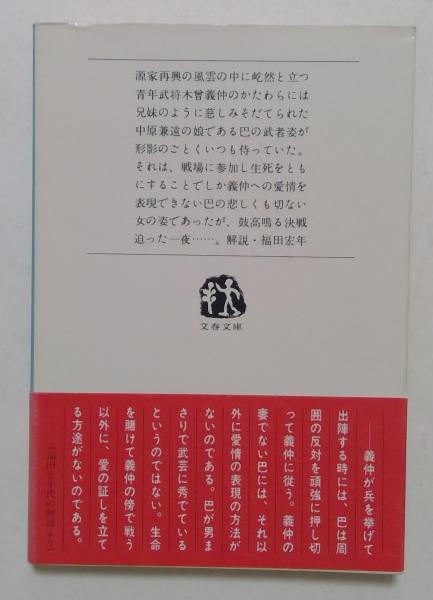 源家再興の風雲の中に屹然と立つ
青年武将木曾義仲のかたわらには
兄妹のように慈しみそだてられた
中原兼遠の娘である巴の武者姿が
形影のごとくいつも侍っていた。
それは、戦場に参加し生死をとも
にすることでしか義仲への愛情を
表現できない巴の悲しくも切ない
女の姿であったが、鼓高鳴る決戦
迫った一夜……。解説・福田宏年
文春文庫
――義仲が兵を挙げて
出陣する時には、巴は周
囲の反対を頑強に押し切
って義仲に従う。義仲の
妻でない巴には、それ以
外に愛情の表現の方法が
ないのである。巴が男ま
さりで武芸に秀でている
というのではない。生命
を賭けて義仲の傍で戦う
以外に、愛の証しを立て
る方途がないのである。
（福田宏年氏の解説より）